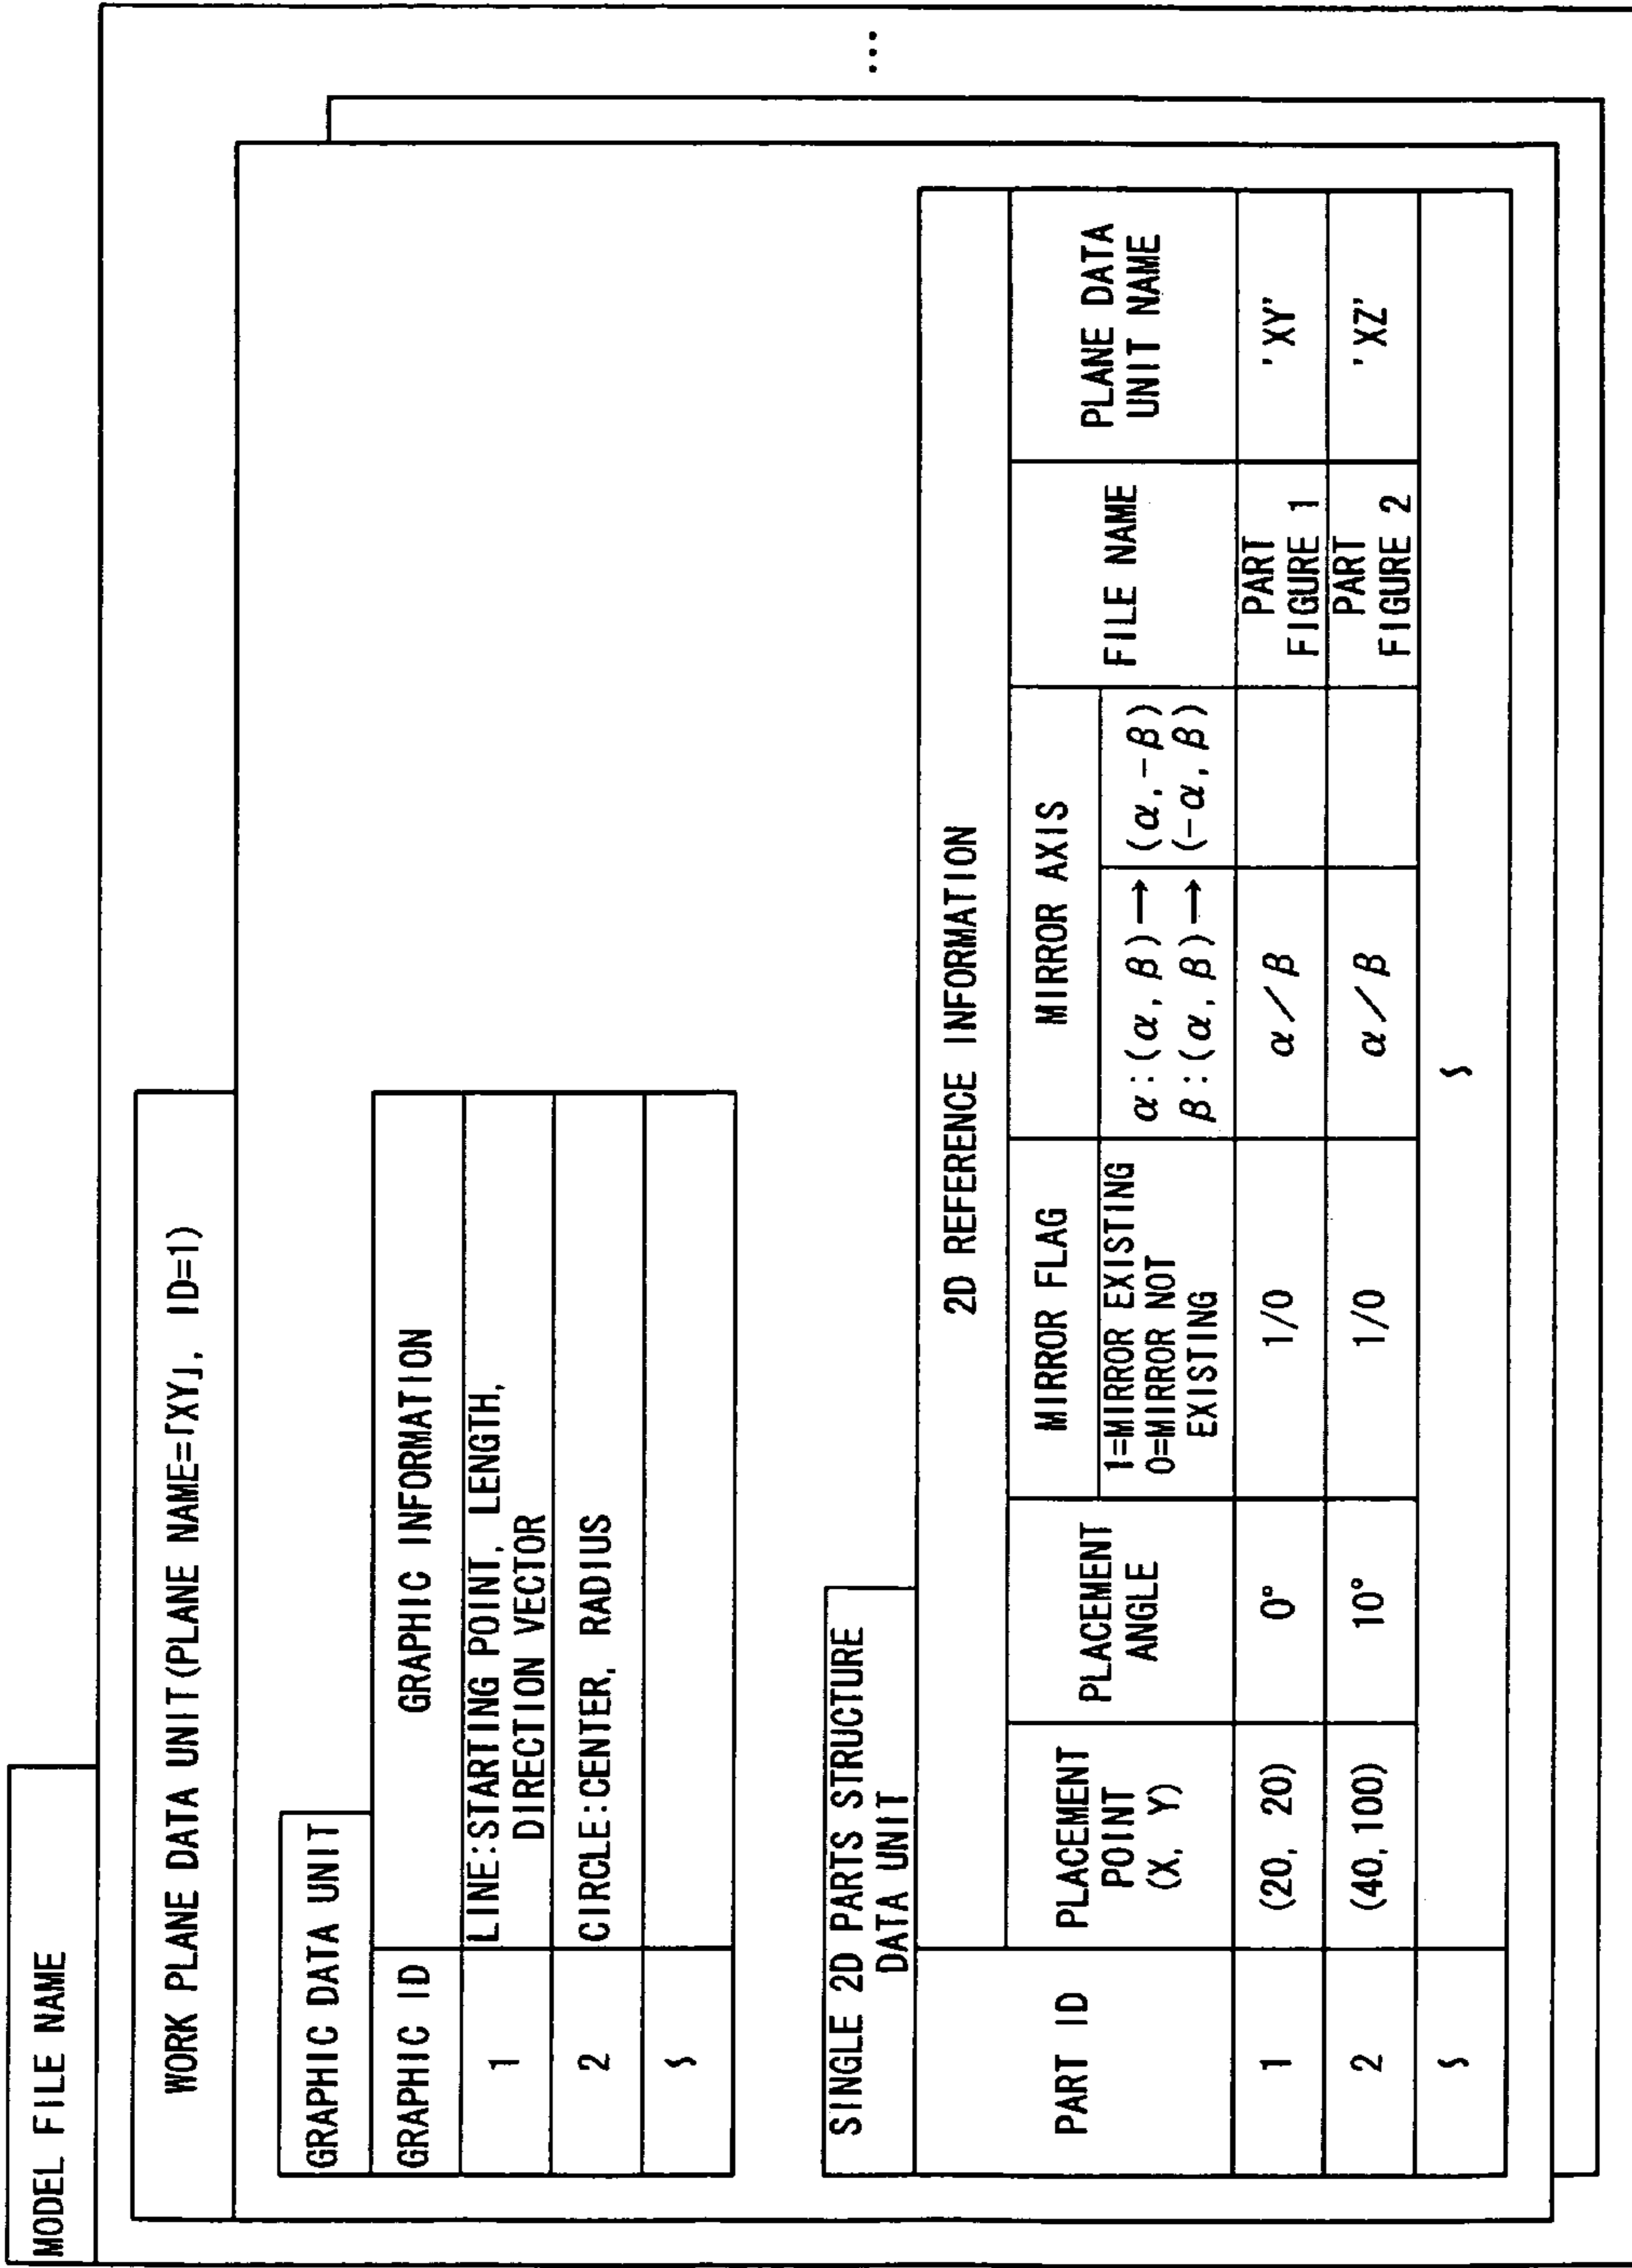 MODEL FILE NAME
WORK PLANE DATA UNIT(PLANE NAME=「XY」, ID=1)
GRAPHIC DATA UNIT
GRAPHIC ID
GRAPHIC INFORMATION
1
LINE:STARTING POINT, LENGTH,
DIRECTION VECTOR
2
CIRCLE:CENTER, RADIUS
∫
SINGLE 2D PARTS STRUCTURE
DATA UNIT
PART ID
2D REFERENCE INFORMATION
PLACEMENT
POINT
(X, Y)
PLACEMENT
ANGLE
MIRROR FLAG
1=MIRROR EXISTING
0=MIRROR NOT
EXISTING
MIRROR AXIS
α:(α, β)→ (α,-β)
β:(α, β)→ (-α, β)
FILE NAME
PLANE DATA
UNIT NAME
1
(20, 20)
0°
1/0
α/β
PART
FIGURE 1
'XY'
2
(40, 100)
10°
1/0
α/β
PART
FIGURE 2
'XZ'
∫
∫
...